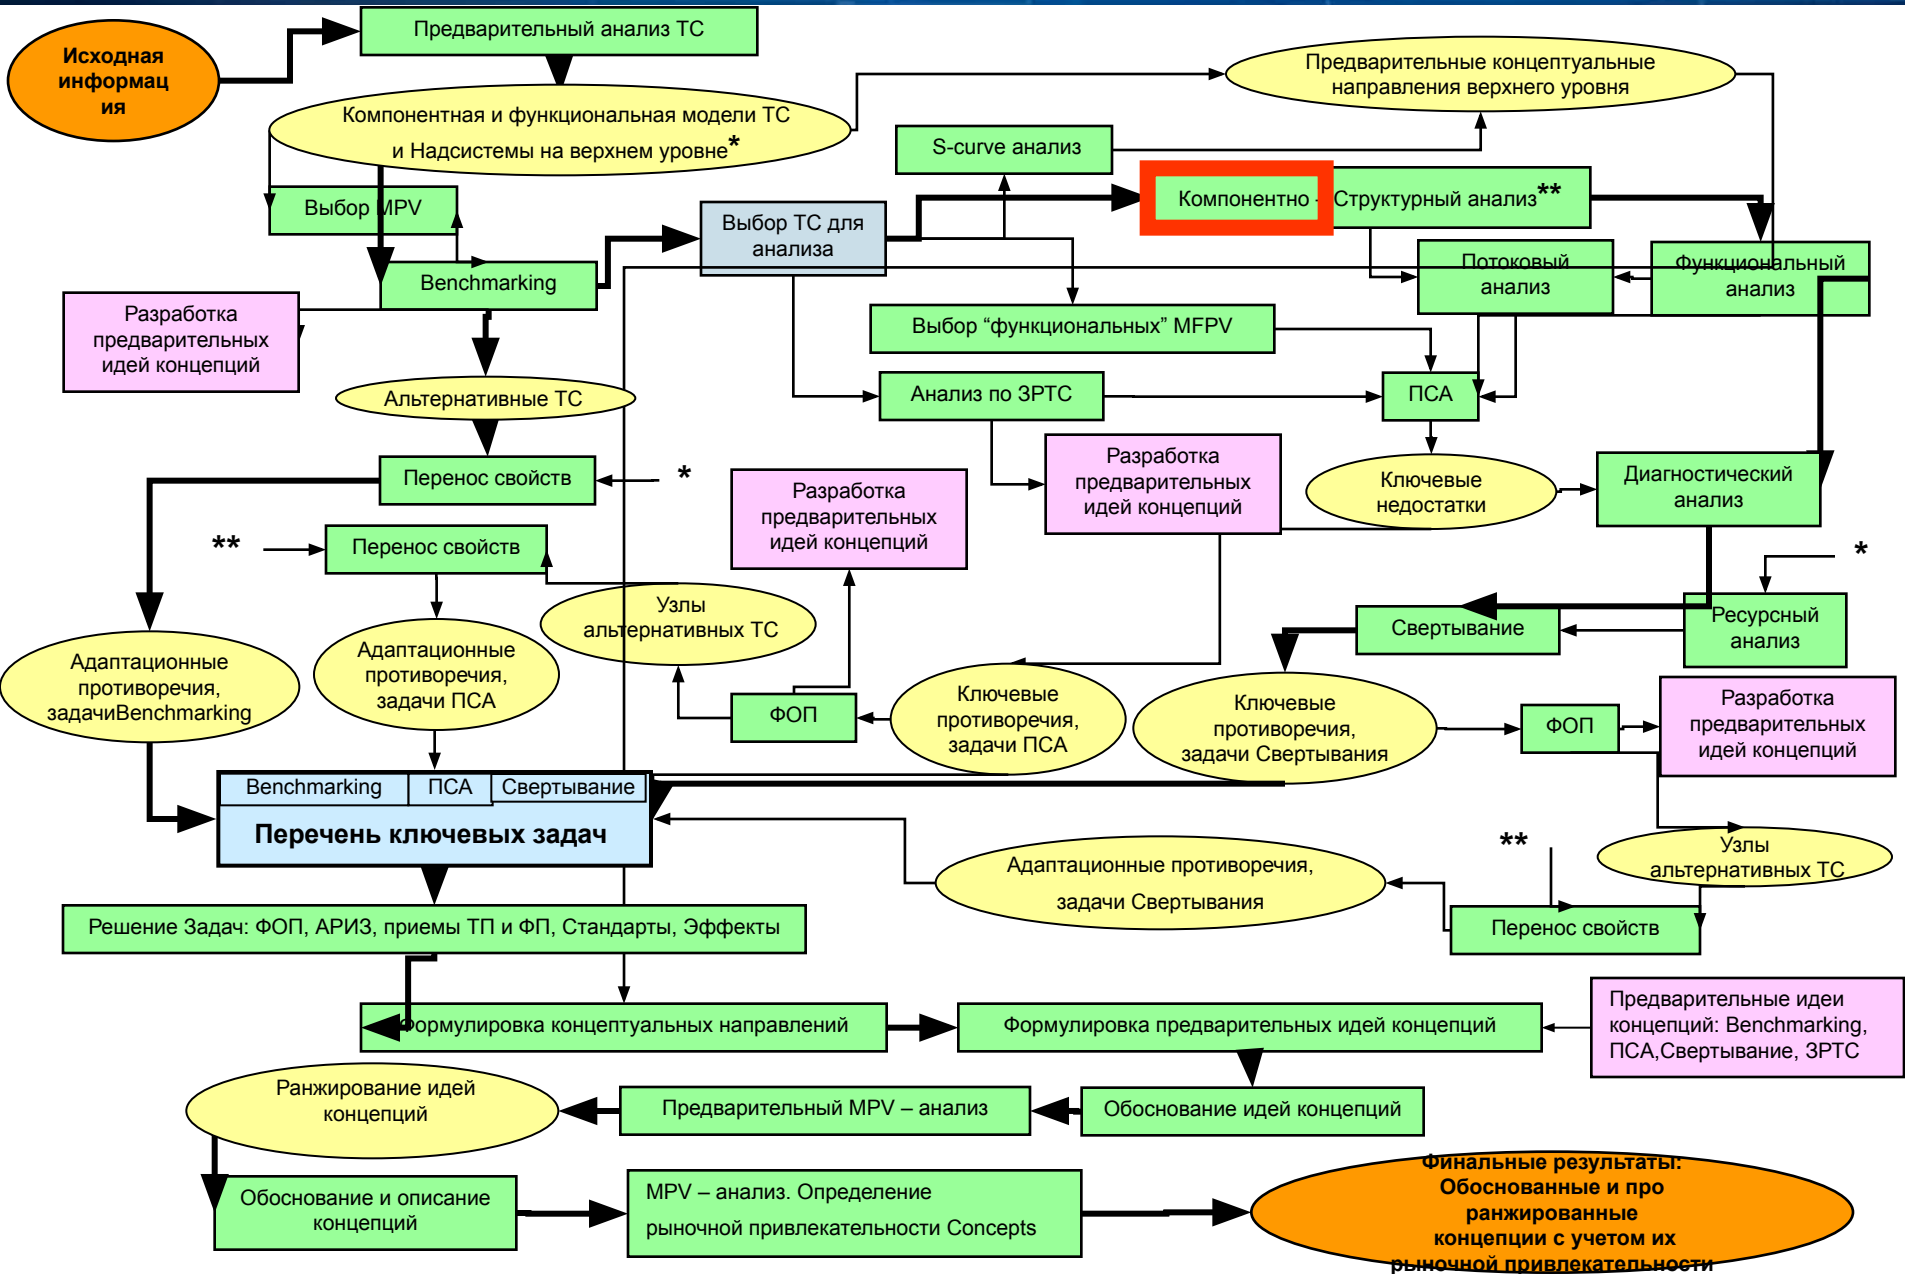 Исходная
информац
ия
Предварительный анализ ТС
Предварительные концептуальные
направления верхнего уровня
Компонентная и функциональная модели ТС
и Надсистемы на верхнем уровне*
S-curve анализ
Выбор MPV
Выбор ТС для
анализа
Компонентно - Структурный анализ**
Benchmarking
Потоковый
анализ
Функциональный
анализ
Разработка
предварительных
идей концепций
Выбор “функциональных” MFPV
Альтернативные ТС
Анализ по ЗРТС
ПСА
Перенос свойств
*
Разработка
предварительных
идей концепций
Разработка
предварительных
идей концепций
Ключевые
недостатки
Диагностический
анализ
**
Перенос свойств
*
Узлы
альтернативных ТС
Свертывание
Ресурсный
анализ
Адаптационные
противоречия,
задачиBenchmarking
Адаптационные
противоречия,
задачи ПСА
ФОП
Ключевые
противоречия,
задачи ПСА
Ключевые
противоречия,
задачи Свертывания
ФОП
Разработка
предварительных
идей концепций
Benchmarking
ПСА
Свертывание
Перечень ключевых задач
Адаптационные противоречия,
задачи Свертывания
**
Узлы
альтернативных ТС
Перенос свойств
Решение Задач: ФОП, АРИЗ, приемы ТП и ФП, Стандарты, Эффекты
Формулировка концептуальных направлений
Формулировка предварительных идей концепций
Предварительные идеи
концепций: Benchmarking,
ПСА,Свертывание, ЗРТС
Ранжирование идей
концепций
Предварительный MPV – анализ
Обоснование идей концепций
Обоснование и описание
концепций
MPV – анализ. Определение
рыночной привлекательности Concepts
Финальные результаты:
Обоснованные и про
ранжированные
концепции с учетом их
рыночной привлекательности